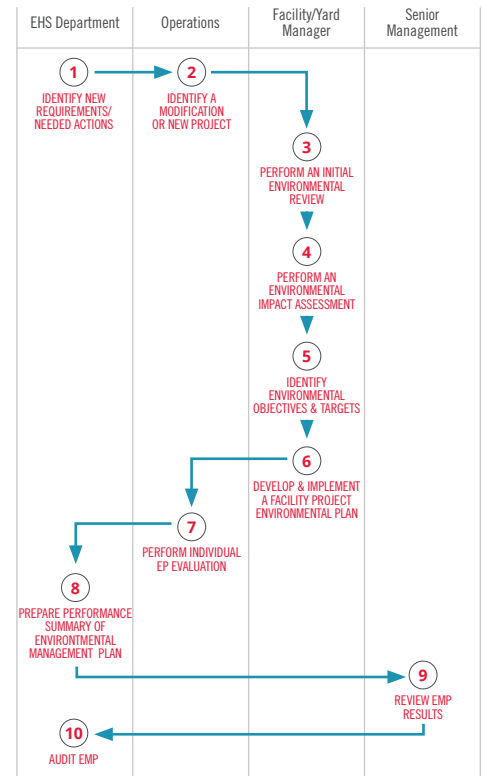 EHS Department
Operations
Facility/Yard
Manager
Senior
Management
1
IDENTIFY NEW
REQUIREMENTS/
NEEDED ACTIONS
2
IDENTIFY A
MODIFICATION
OR NEW PROJECT
3
PERFORM AN INITIAL
ENVIRONMENTAL
REVIEW
4
PERFORM AN
ENVIRONMENTAL
IMPACT ASSESSMENT
5
IDENTIFY
ENVIRONMENTAL
OBJECTIVES & TARGETS
6
DEVELOP & IMPLEMENT
A FACILITY PROJECT
ENVIRONMENTAL PLAN
7
PERFORM INDIVIDUAL
EP EVALUATION
8
PREPARE PERFORMANCE
SUMMARY OF
ENVIRONTMENTAL
MANAGEMENT PLAN
9
REVIEW EMP
RESULTS
10
AUDIT EMP